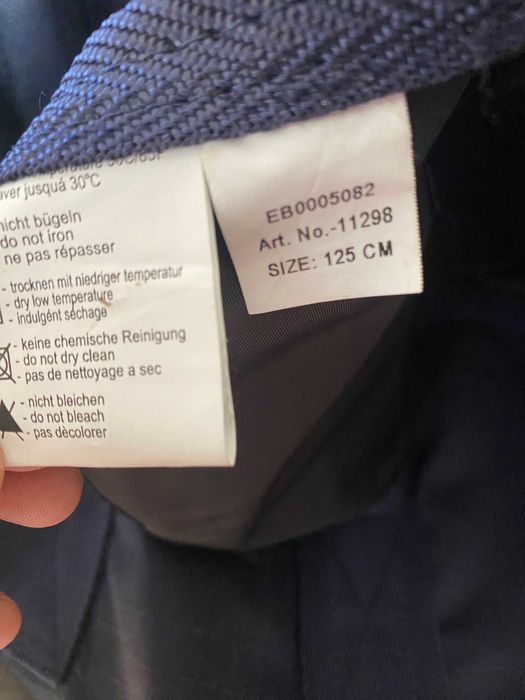 aver jusquá 30°C
nicht bügeln
do not iron
ne pas répasser
- trocknen mit niedriger temperatur
- dry low temperature
- indulgént séchage
- keine chemische Reinigung
- do not dry clean
- pas de nettoyage a sec
- nicht bleichen
- do not bleach
- pas dècolorer
EB0005082
Art. No.-11298
SIZE: 125 CM